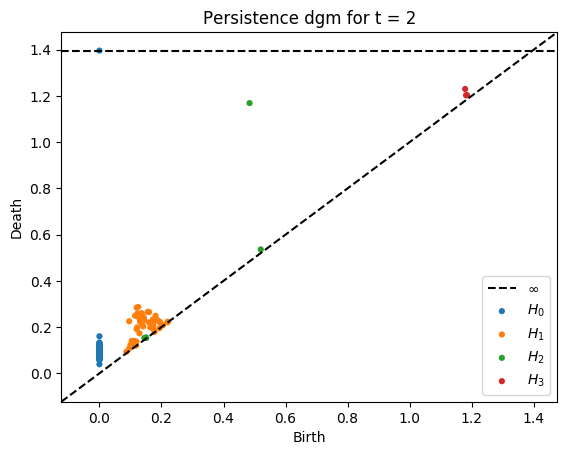 Persistence dgm for t = 2
1.4
1.2
1.0
0.8
0.6
0.4
0.2
0.0
Death
∞
H₀
H₁
H₂
H₃
0.0 0.2 0.4 0.6 0.8 1.0 1.2 1.4
Birth